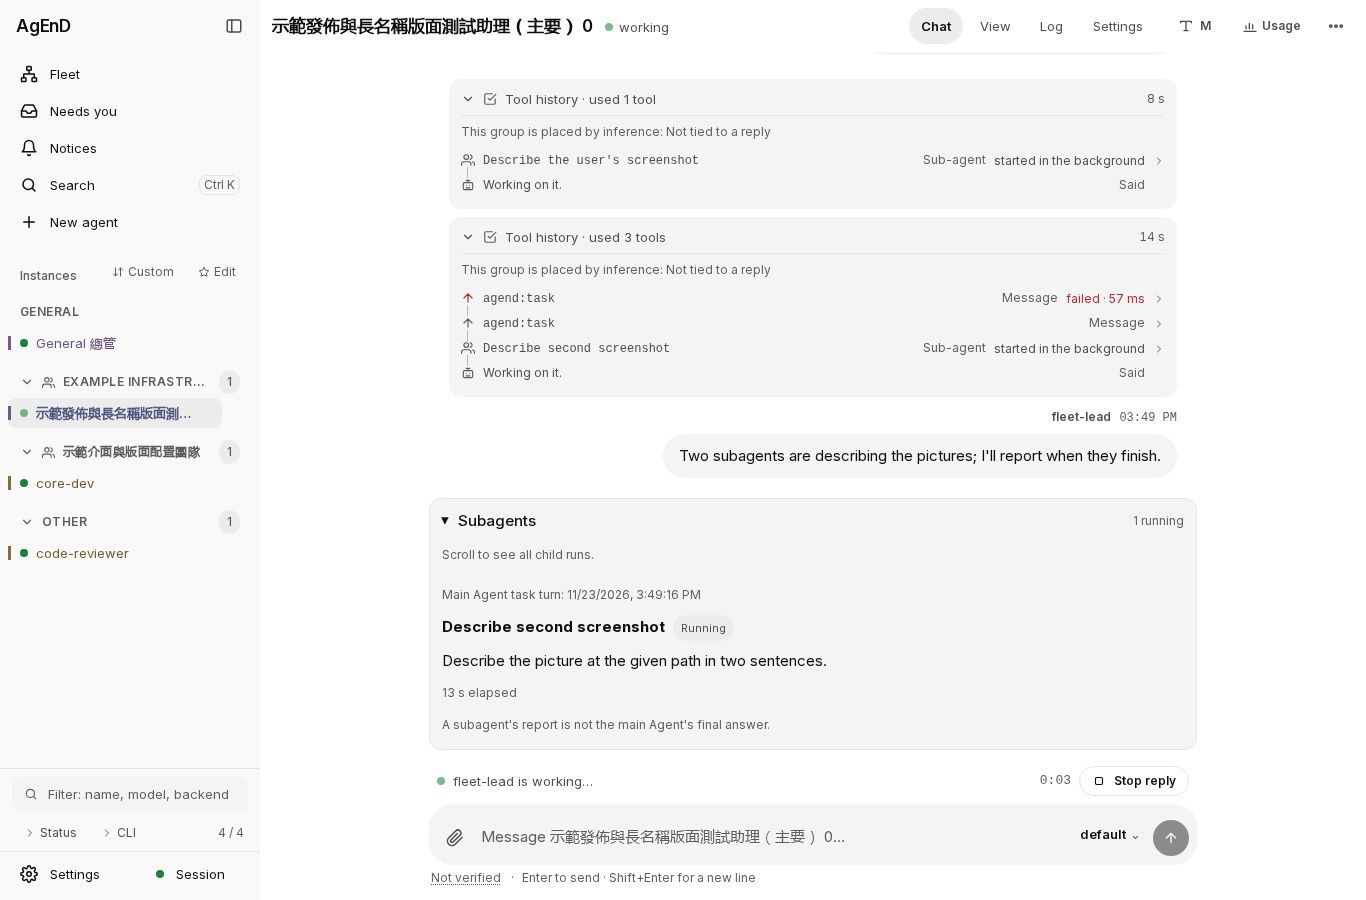 AgEnD
Fleet
Needs you
Notices
Search Ctrl K
New agent
Instances Custom Edit
GENERAL
General 總管
EXAMPLE INFRASTR... 1
示範發佈與長名稱版面測...
示範介面與版面配置團隊 1
core-dev
OTHER 1
code-reviewer
Filter: name, model, backend
Status CLI 4 / 4
Settings Session
示範發佈與長名稱版面測試助理（主要）0 working
Chat View Log Settings M Usage
Tool history · used 1 tool 8 s
This group is placed by inference: Not tied to a reply
Describe the user's screenshot Sub-agent started in the background
Working on it. Said
Tool history · used 3 tools 14 s
This group is placed by inference: Not tied to a reply
agend:task Message failed · 57 ms
agend:task Message
Describe second screenshot Sub-agent started in the background
Working on it. Said
fleet-lead 03:49 PM
Two subagents are describing the pictures; I'll report when they finish.
Subagents 1 running
Scroll to see all child runs.
Main Agent task turn: 11/23/2026, 3:49:16 PM
Describe second screenshot Running
Describe the picture at the given path in two sentences.
13 s elapsed
A subagent's report is not the main Agent's final answer.
fleet-lead is working... 0:03 Stop reply
Message 示範發佈與長名稱版面測試助理（主要）0... default
Not verified · Enter to send · Shift+Enter for a new line